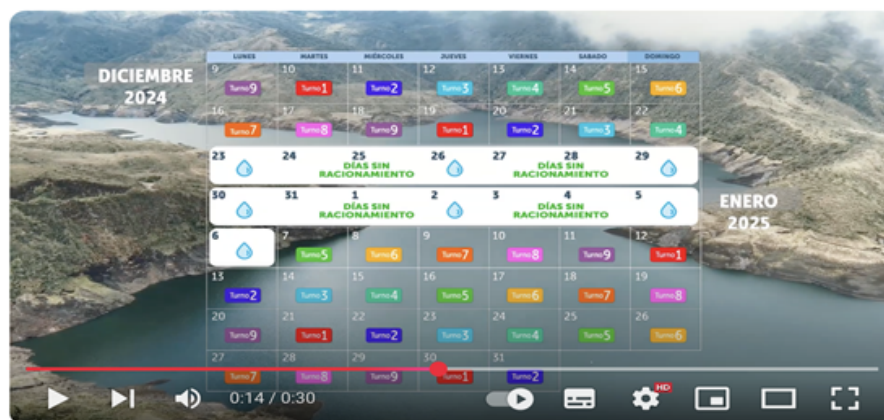 LUNES MARTES MIÉRCOLES JUEVES VIERNES SABADO DOMINGO
DICIEMBRE
2024
9 10 11 12 13 14 15
Turno 9 Turno 1 Turno 2 Turno 3 Turno 4 Turno 5 Turno 6
16 17 18 19 20 21 22
Turno 7 Turno 8 Turno 9 Turno 1 Turno 2 Turno 3 Turno 4
23 24 25 26 27 28 29
DÍAS SIN DÍAS SIN
RACIONAMIENTO RACIONAMIENTO
30 31 1 2 3 4 5
DÍAS SIN DÍAS SIN
RACIONAMIENTO RACIONAMIENTO
ENERO
2025
6 7 8 9 10 11 12
Turno 5 Turno 6 Turno 7 Turno 8 Turno 9 Turno 1
13 14 15 16 17 18 19
Turno 2 Turno 3 Turno 4 Turno 5 Turno 6 Turno 7 Turno 8
20 21 22 23 24 25 26
Turno 9 Turno 1 Turno 2 Turno 3 Turno 4 Turno 5 Turno 6
27 28 29 30 31
Turno 7 Turno 8 Turno 9 Turno 1 Turno 2
0:14 / 0:30
HD